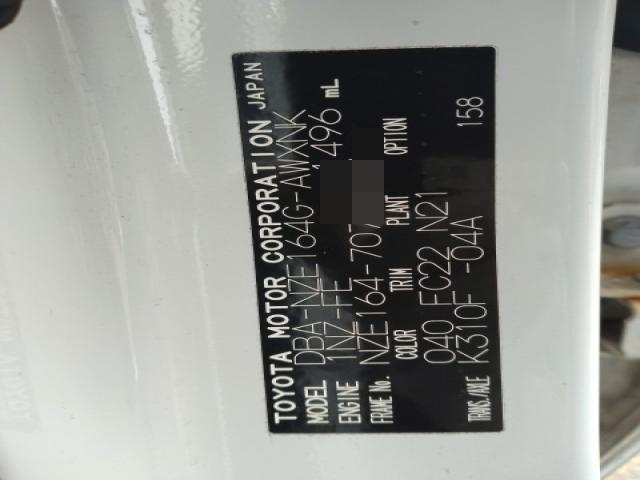 TOYOTA MOTOR CORPORATION JAPAN
MODEL DBA-NZE164G-AWXNK
ENGINE 1NZ-FE 1 496 mL
FRAME No. NZE164-707
COLOR TRIM PLANT OPTION
040 FC22 N21 158
TRANS./AXLE K310F -04A